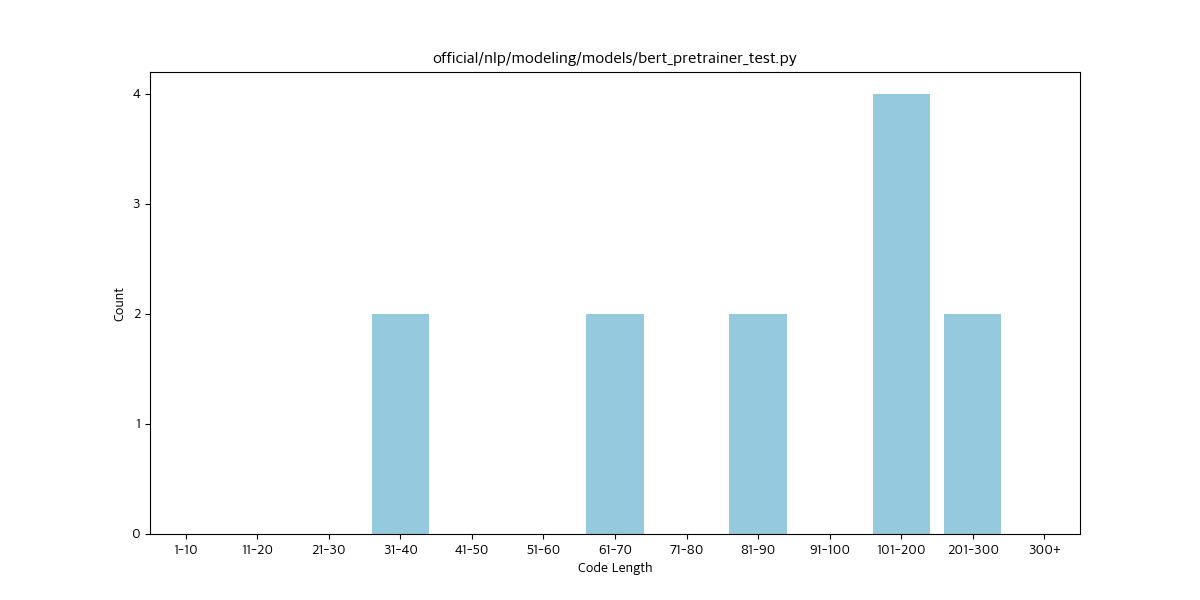 official/nlp/modeling/models/bert_pretrainer_test.py
4
3
2
1
0
Count
1-10 11-20 21-30 31-40 41-50 51-60 61-70 71-80 81-90 91-100 101-200 201-300 300+
Code Length